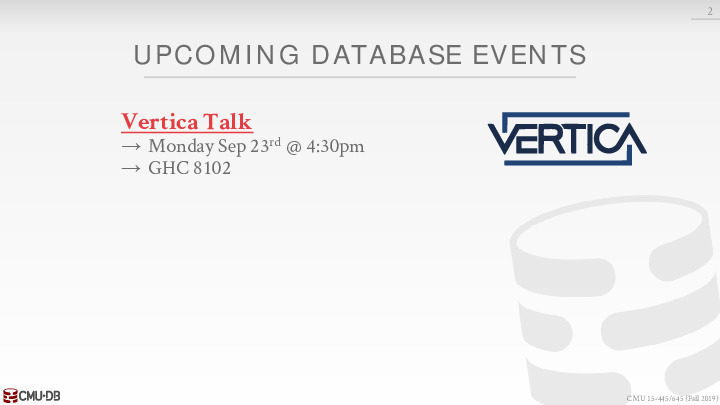 2
UPCOMING DATABASE EVENTS
Vertica Talk
→ Monday Sep 23rd @ 4:30pm
→ GHC 8102
VERTICA
CMU·DB
CMU 15-445/645 (Fall 2019)